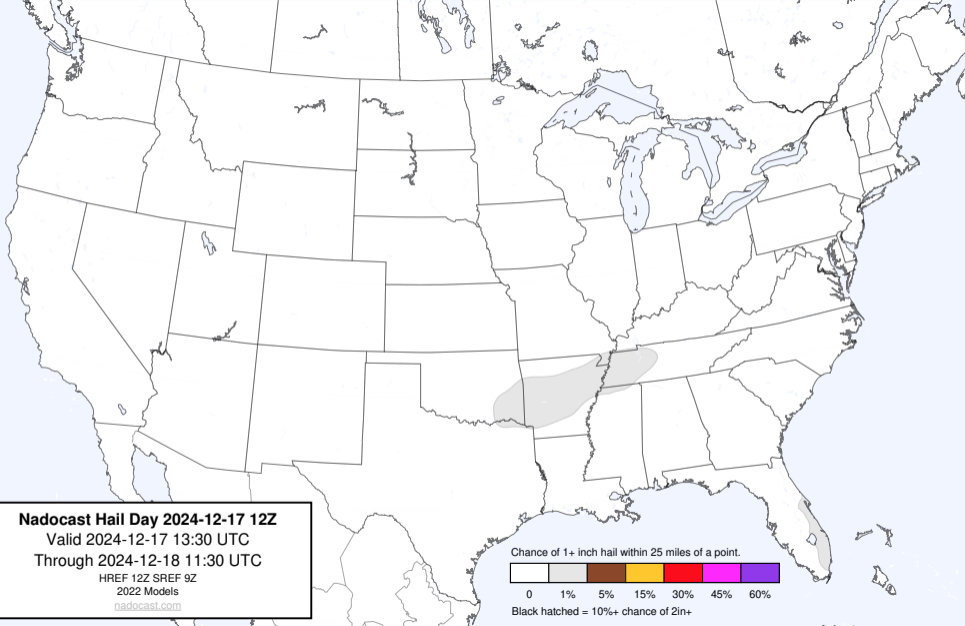 Nadocast Hail Day 2024-12-17 12Z
Valid 2024-12-17 13:30 UTC
Through 2024-12-18 11:30 UTC
HREF 12Z SREF 9Z
2022 Models
nadocast.com
Chance of 1+ inch hail within 25 miles of a point.
0 1% 5% 15% 30% 45% 60%
Black hatched = 10%+ chance of 2in+